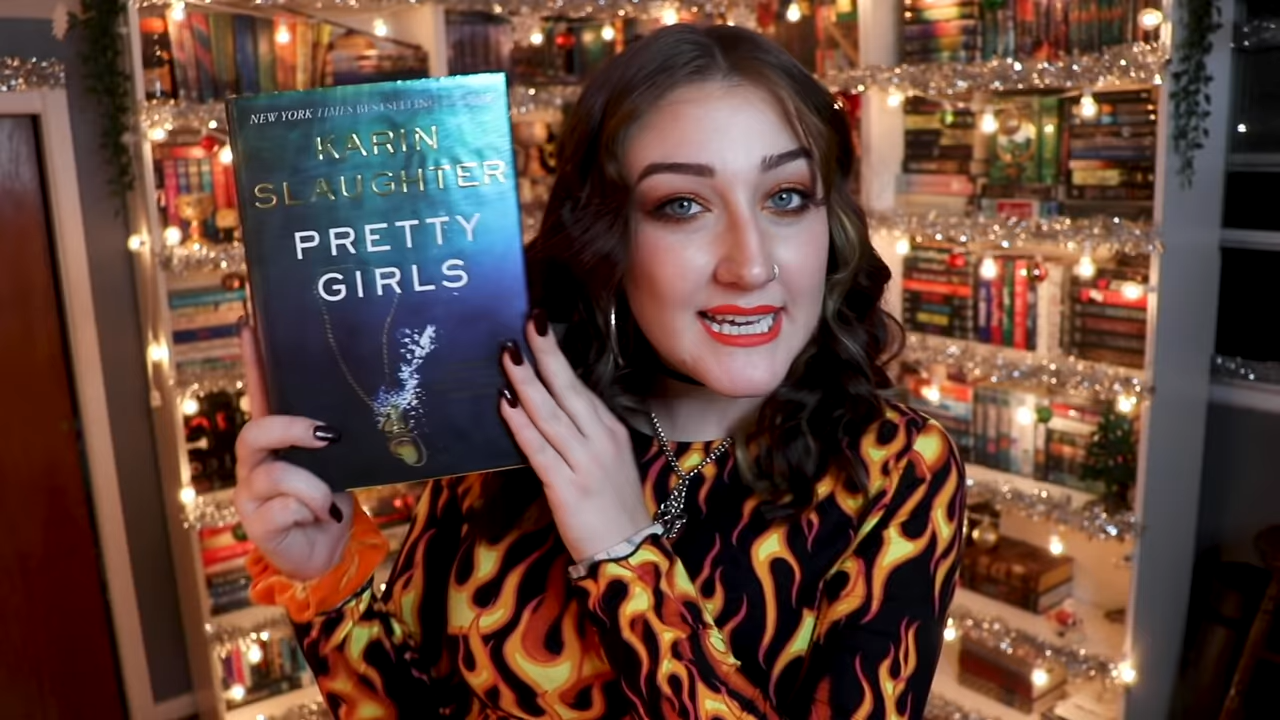 NEW YORK TIMES BESTSELLING
KARIN
SLAUGHTER
PRETTY
GIRLS